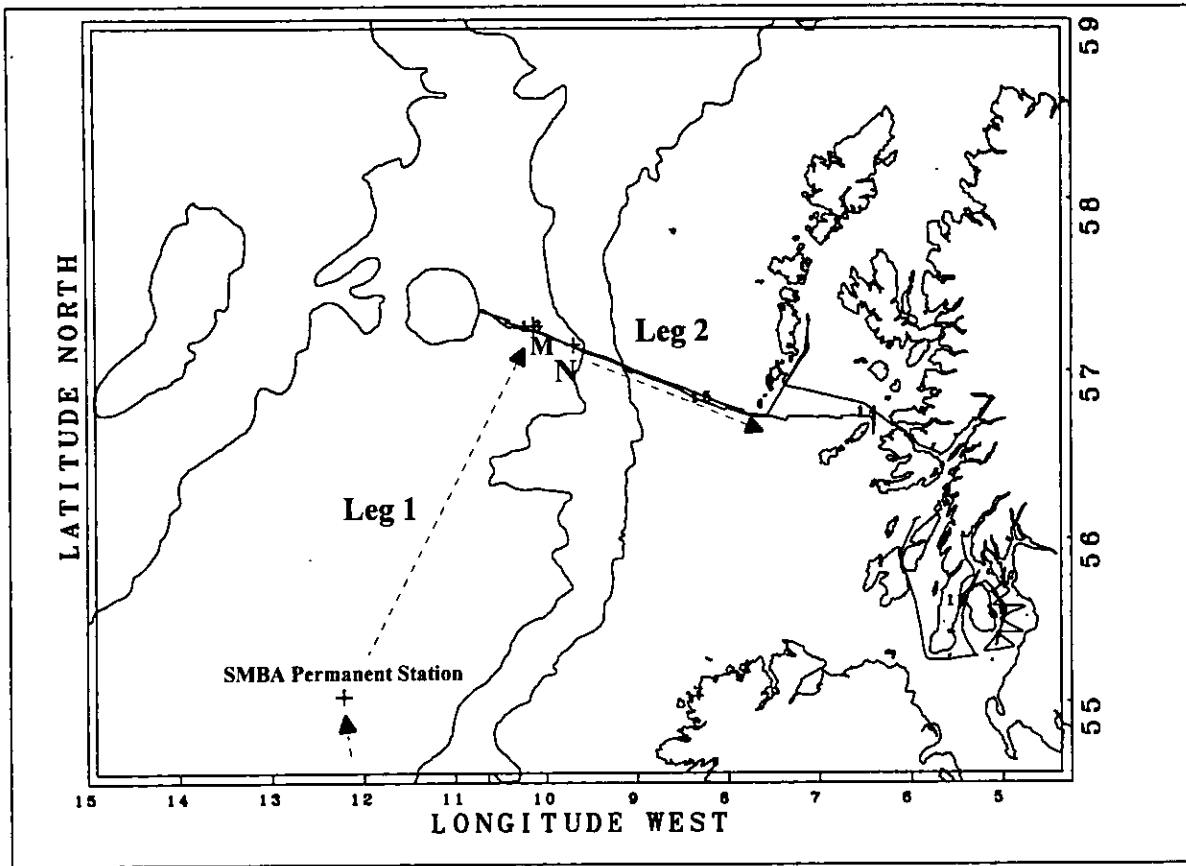 59
58
57
56
55
LATITUDE NORTH
M
N
Leg 2
15
Leg 1
SMBA Permanent Station
15 14 13 12 11 10 9 8 7 6 5
LONGITUDE WEST